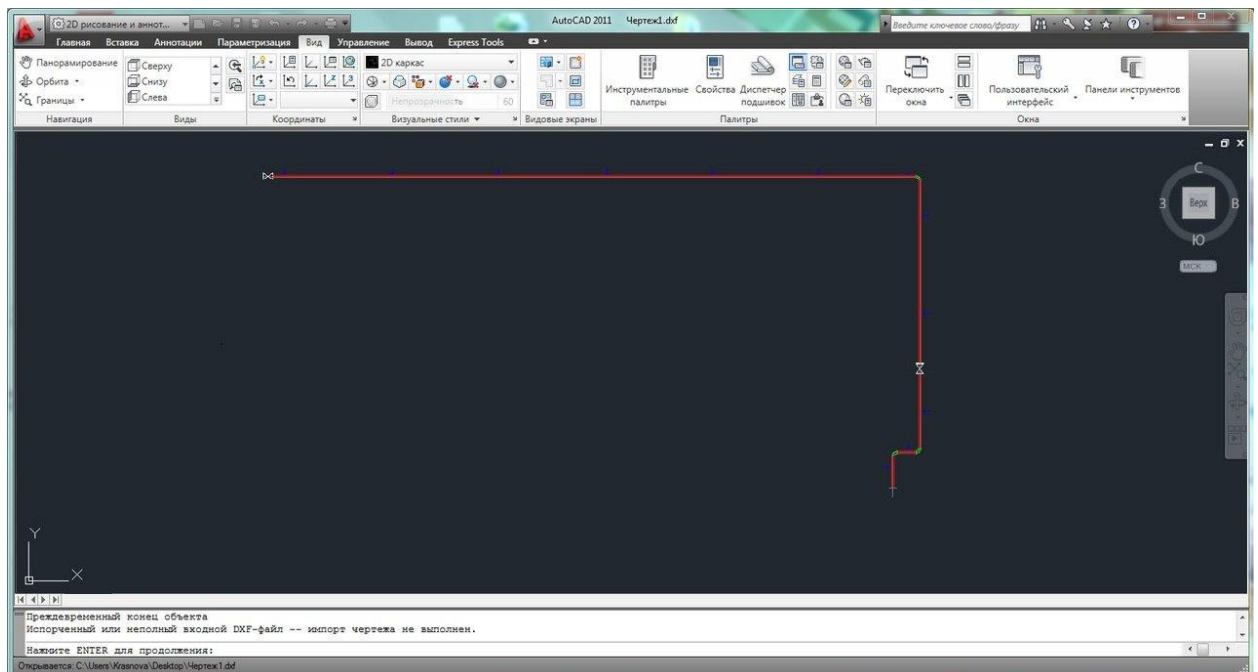 2D рисование и аннот...
AutoCAD 2011 Чертеж1.dxf
Введите ключевое слово/фразу
Главная Вставка Аннотации Параметризация Вид Управление Вывод Express Tools
Панорамирование
Орбита
Границы
Навигация
Сверху
Снизу
Слева
Виды
Координаты
2D каркас
Непрозрачность 60
Визуальные стили
Видовые экраны
Инструментальные палитры
Свойства
Диспетчер подшивок
Палитры
Переключить окна
Пользовательский интерфейс
Панели инструментов
Окна
С
З Верх В
Ю
МСК
Y
X
Преждевременный конец объекта
Испорченный или неполный входной DXF-файл -- импорт чертежа не выполнен.
Нажмите ENTER для продолжения:
Открывается: C:\Users\Krasnova\Desktop\Чертеж1.dxf